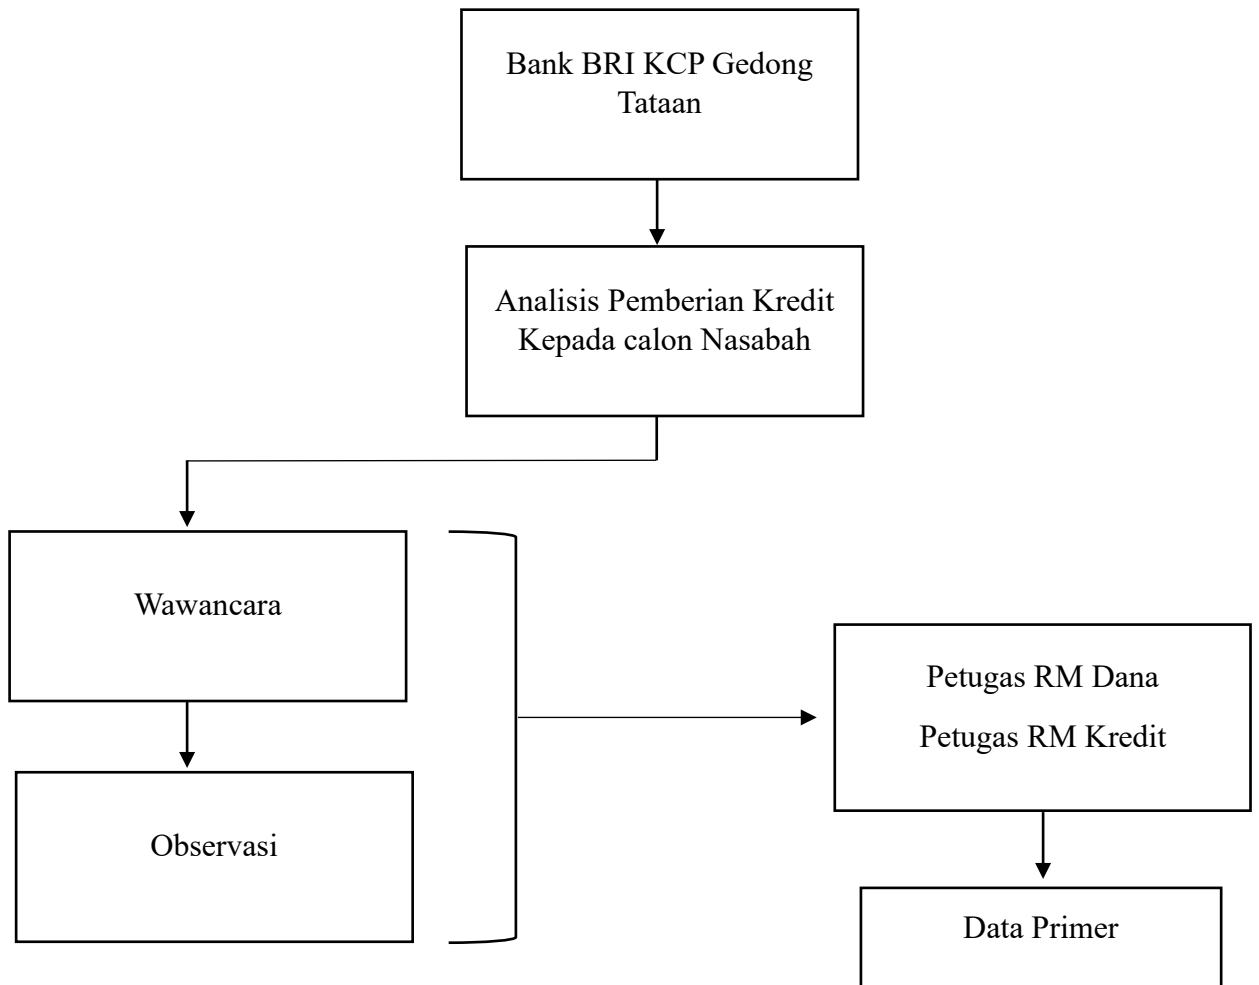 Bank BRI KCP Gedong
Tataan
Analisis Pemberian Kredit
Kepada calon Nasabah
Wawancara
Observasi
Petugas RM Dana
Petugas RM Kredit
Data Primer